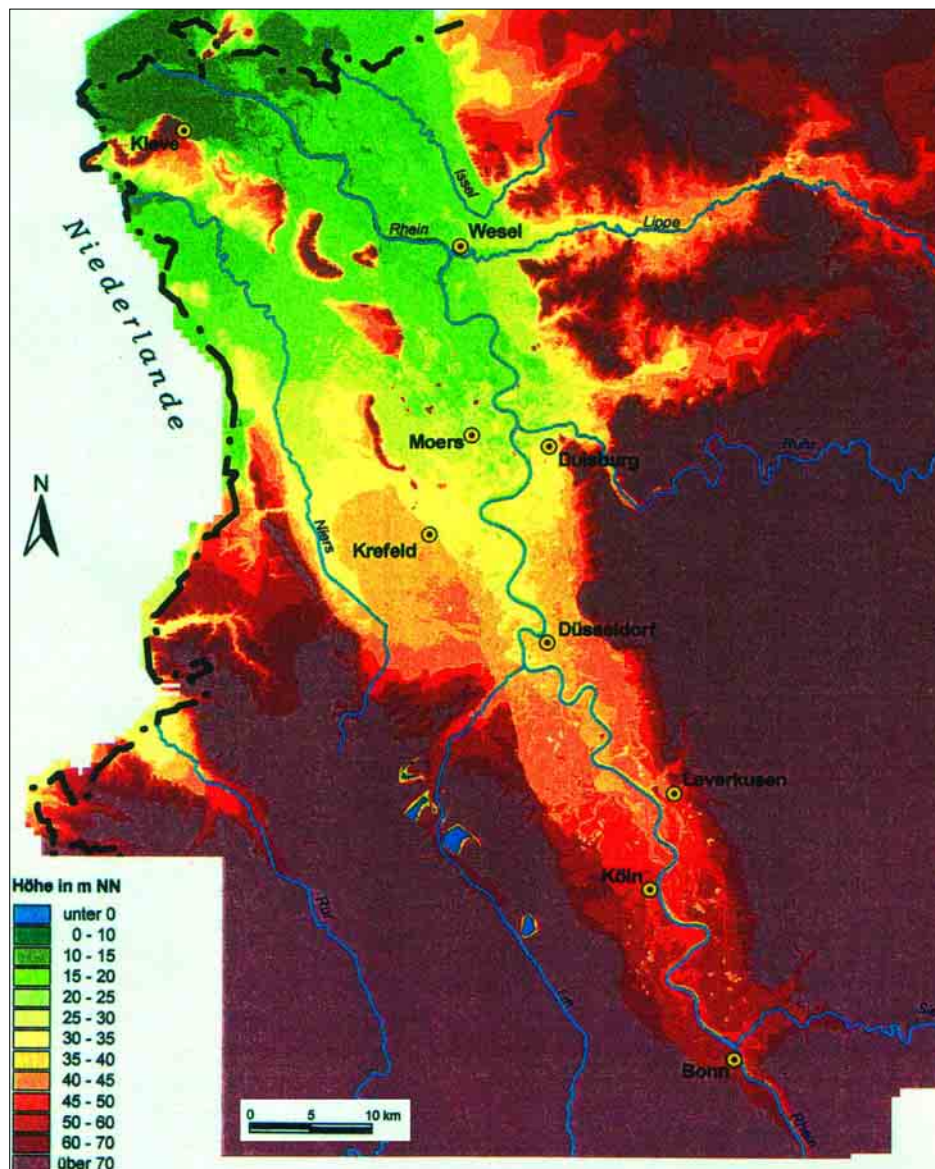 Kleve
Issel
Rhein
Wesel
Lippe
Niederlande
Moers
Duisburg
Ruhr
N
Niers
Krefeld
Düsseldorf
Leverkusen
Köln
Rur
Erft
Bonn
Rhein
Höhe in m NN
unter 0
0 - 10
10 - 15
15 - 20
20 - 25
25 - 30
30 - 35
35 - 40
40 - 45
45 - 50
50 - 60
60 - 70
über 70
0 5 10 km